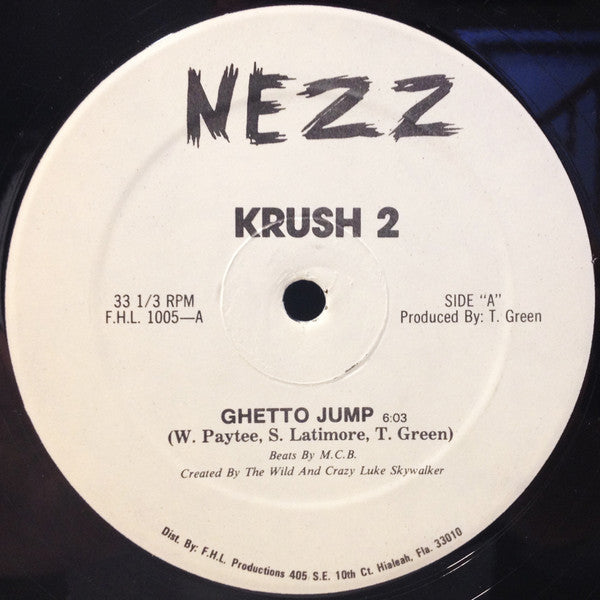 NEZZ
KRUSH 2
33 1/3 RPM
F.H.L. 1005—A
SIDE "A"
Produced By: T. Green
GHETTO JUMP 6:03
(W. Paytee, S. Latimore, T. Green)
Beats By M.C.B.
Created By The Wild And Crazy Luke Skywalker
Dist. By: F.H.L. Productions 405 S.E. 10th Ct. Hialeah, Fla. 33010